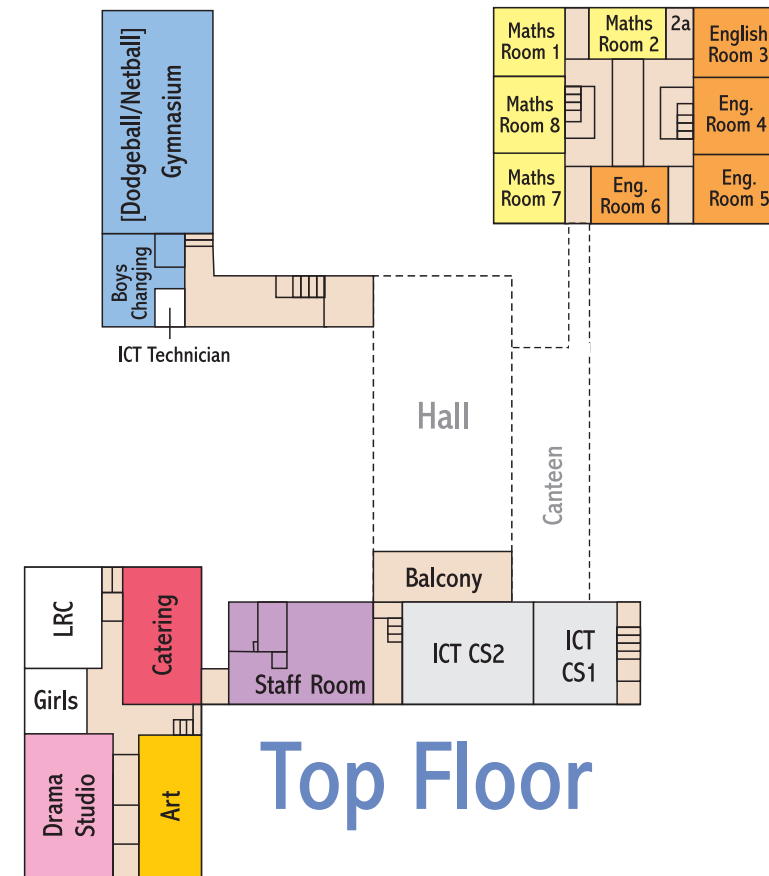 Maths
Room 1
Maths
Room 2
2a
English
Room 3
Maths
Room 8
Eng.
Room 4
Maths
Room 7
Eng.
Room 6
Eng.
Room 5
[Dodgeball/Netball]
Gymnasium
Boys
Changing
ICT Technician
Hall
Canteen
Balcony
LRC
Catering
Girls
Staff Room
ICT CS2
ICT
CS1
Drama
Studio
Art
Top Floor